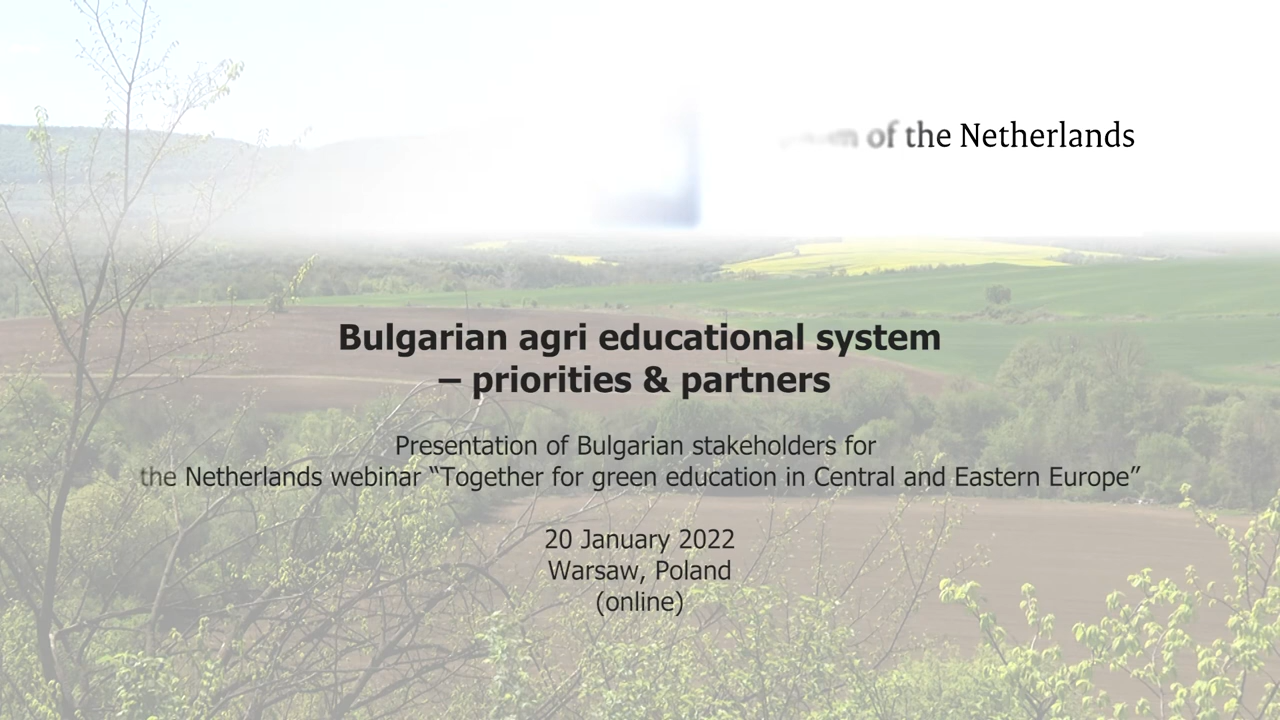 of the Netherlands
Bulgarian agri educational system
– priorities & partners
Presentation of Bulgarian stakeholders for
the Netherlands webinar “Together for green education in Central and Eastern Europe”
20 January 2022
Warsaw, Poland
(online)